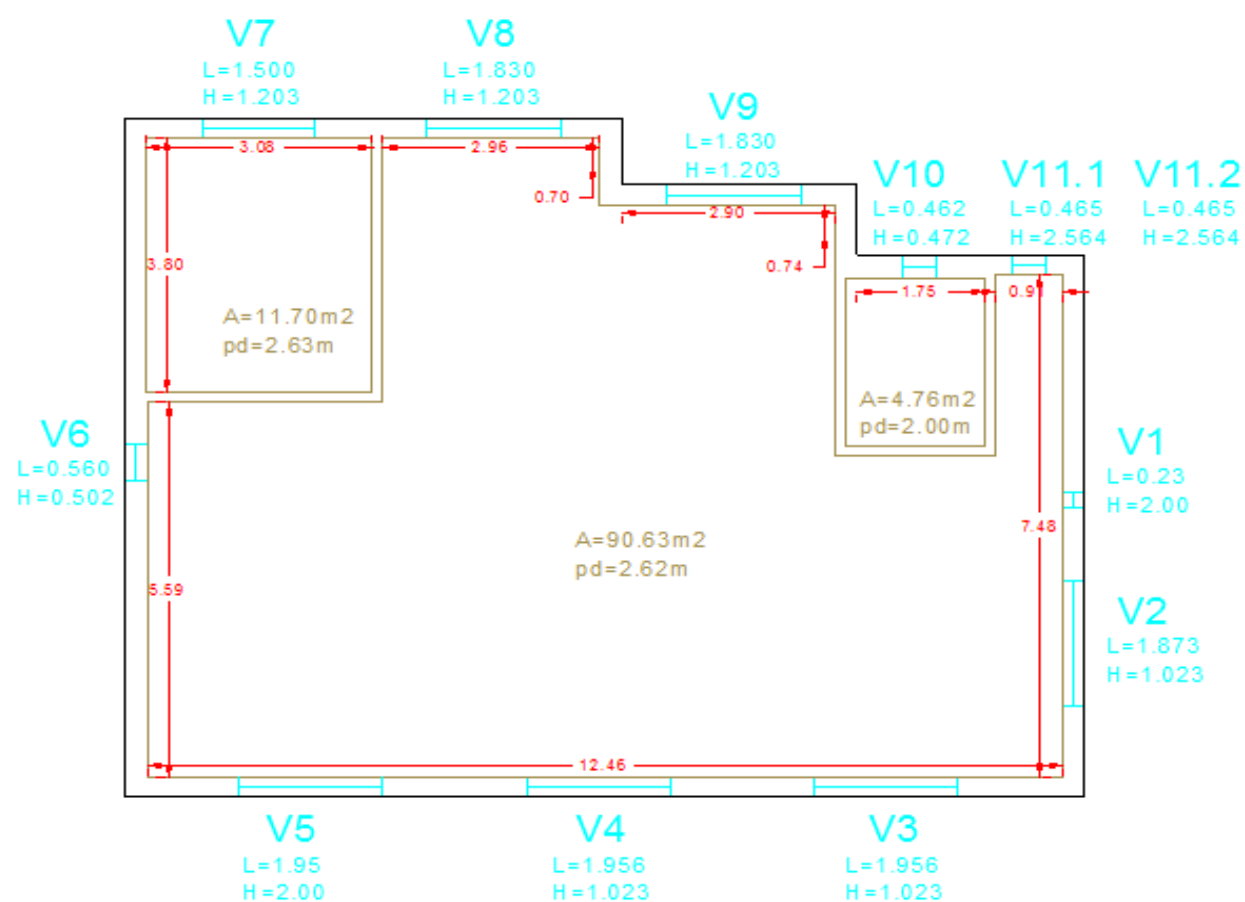 V7
L=1.500
H=1.203
V8
L=1.830
H=1.203
V9
L=1.830
H=1.203
V10
L=0.462
H=0.472
V11.1
L=0.465
H=2.564
V11.2
L=0.465
H=2.564
3.08
2.96
0.70
2.90
0.74
1.75
0.91
3.80
A=11.70m2
pd=2.63m
A=4.76m2
pd=2.00m
V6
L=0.560
H=0.502
V1
L=0.23
H=2.00
A=90.63m2
pd=2.62m
7.48
5.59
V2
L=1.873
H=1.023
12.46
V5
L=1.95
H=2.00
V4
L=1.956
H=1.023
V3
L=1.956
H=1.023